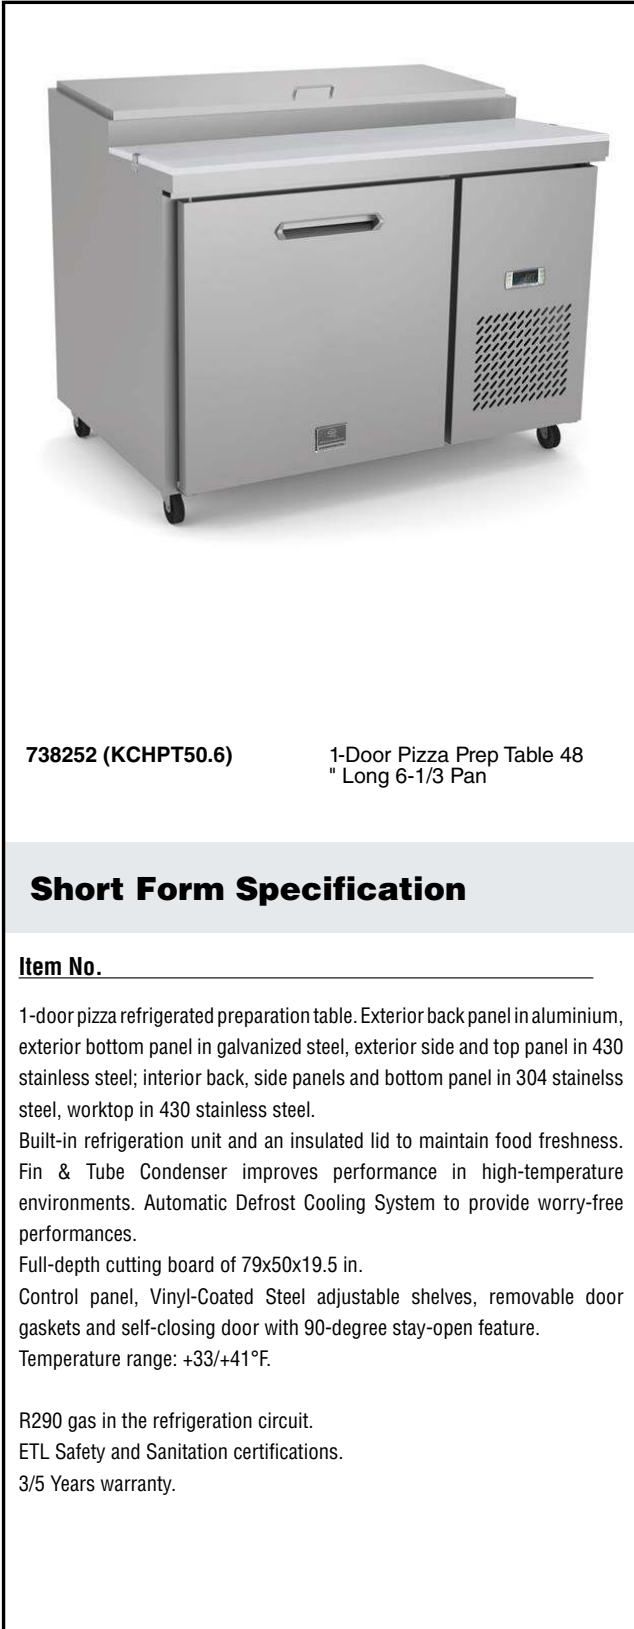 738252 (KCHPT50.6)
1-Door Pizza Prep Table 48
" Long 6-1/3 Pan
Short Form Specification
Item No.
1-door pizza refrigerated preparation table. Exterior back panel in aluminium,
exterior bottom panel in galvanized steel, exterior side and top panel in 430
stainless steel; interior back, side panels and bottom panel in 304 stainelss
steel, worktop in 430 stainless steel.
Built-in refrigeration unit and an insulated lid to maintain food freshness.
Fin & Tube Condenser improves performance in high-temperature
environments. Automatic Defrost Cooling System to provide worry-free
performances.
Full-depth cutting board of 79x50x19.5 in.
Control panel, Vinyl-Coated Steel adjustable shelves, removable door
gaskets and self-closing door with 90-degree stay-open feature.
Temperature range: +33/+41°F.
R290 gas in the refrigeration circuit.
ETL Safety and Sanitation certifications.
3/5 Years warranty.